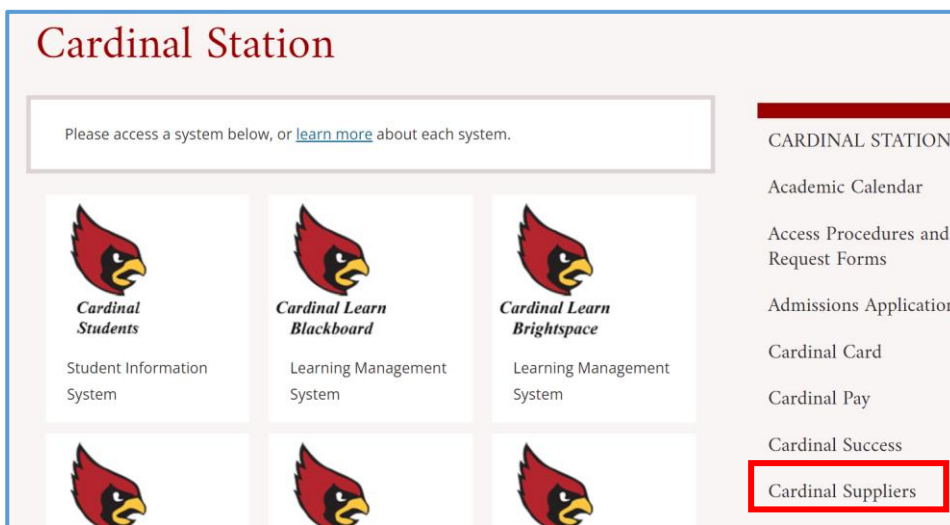 Cardinal Station
Please access a system below, or learn more about each system.
Cardinal
Students
Student Information
System
Cardinal Learn
Blackboard
Learning Management
System
Cardinal Learn
Brightspace
Learning Management
System
CARDINAL STATION
Academic Calendar
Access Procedures and
Request Forms
Admissions Application
Cardinal Card
Cardinal Pay
Cardinal Success
Cardinal Suppliers